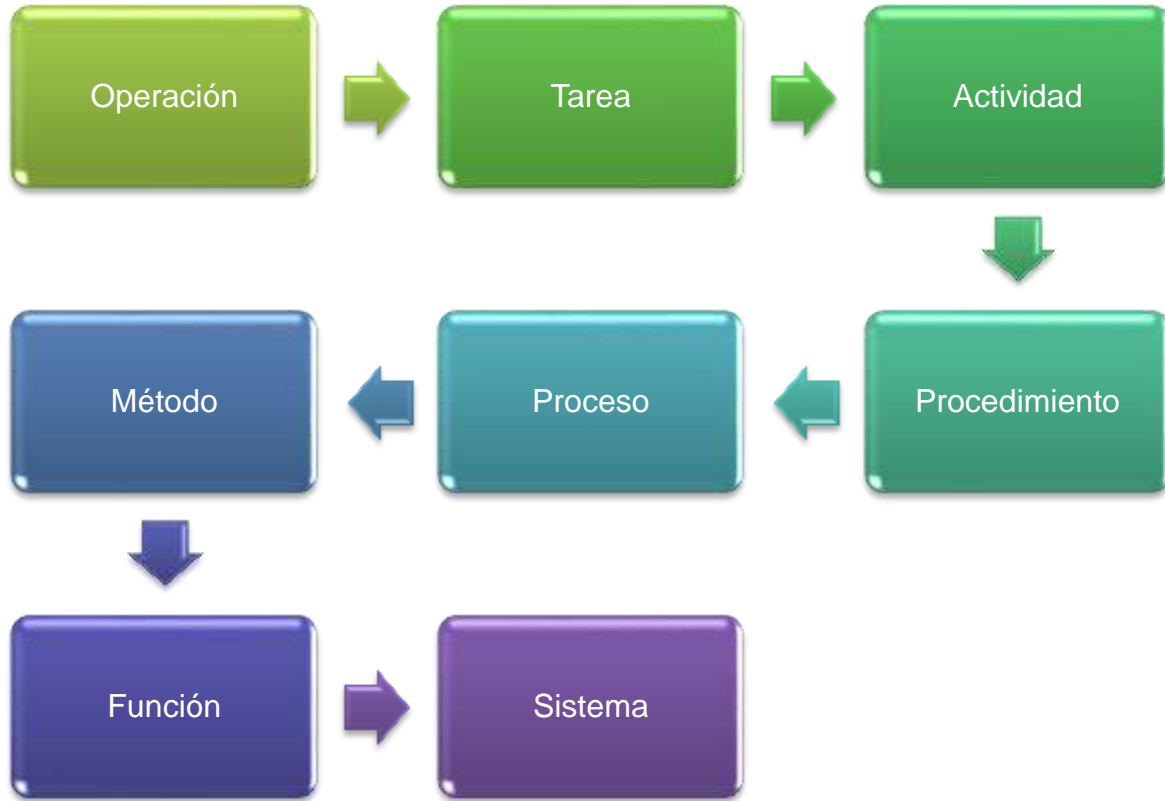 Operación
Tarea
Actividad
Procedimiento
Proceso
Método
Función
Sistema